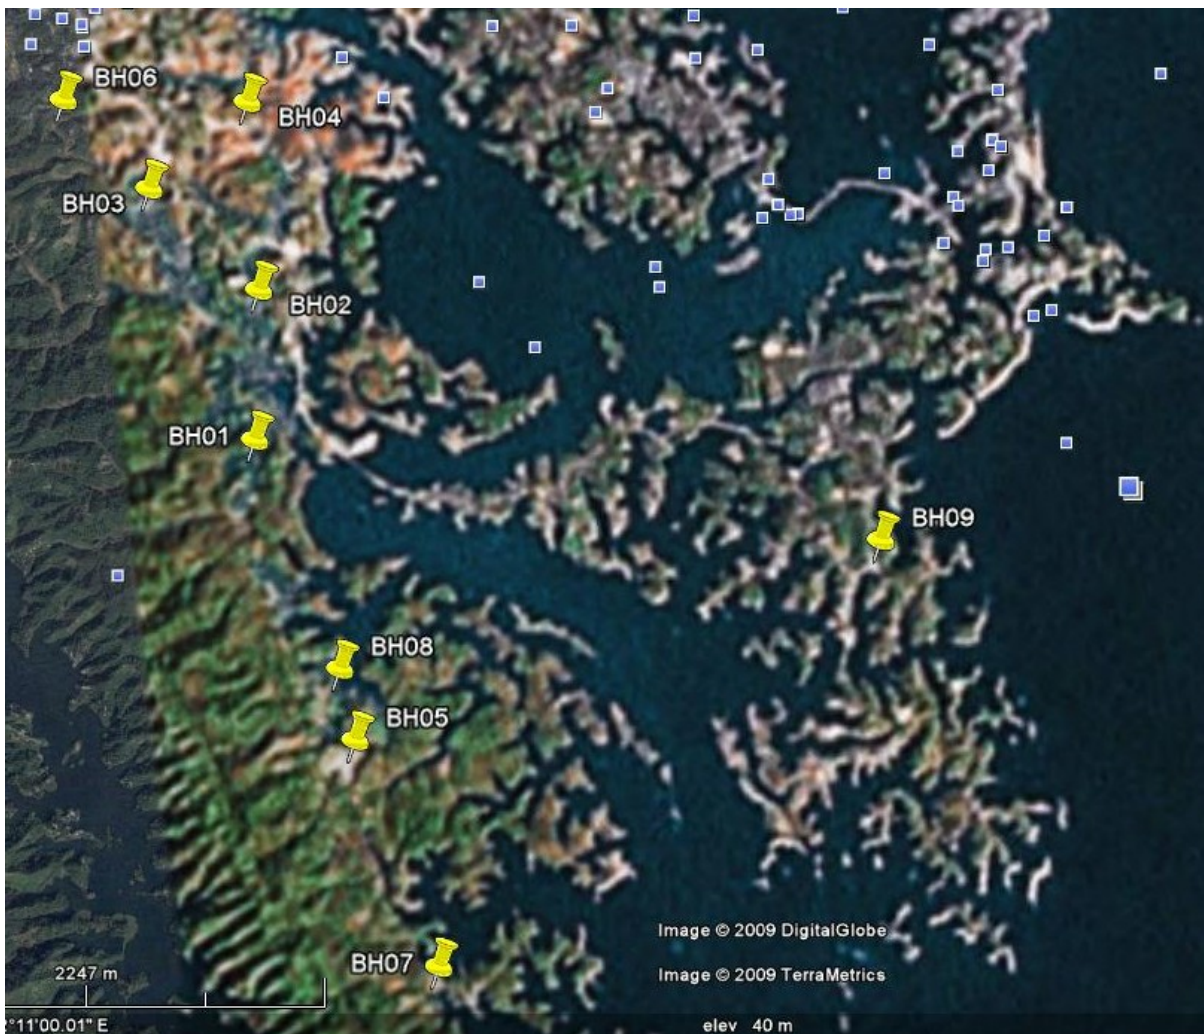 BH06
BH04
BH03
BH02
BH01
BH09
BH08
BH05
Image © 2009 DigitalGlobe
BH07
2247 m
Image © 2009 TerraMetrics
°11'00.01" E
elev 40 m